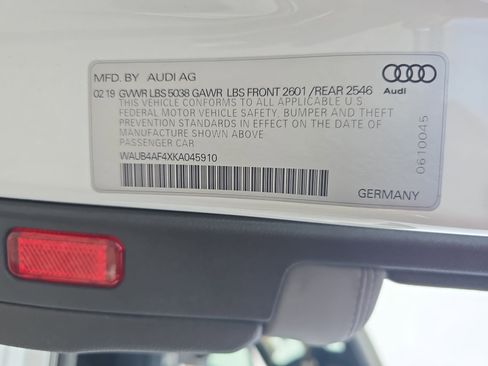 MFD. BY AUDI AG
02 19 GVWR LBS 5038 GAWR LBS FRONT 2601 /REAR 2546
THIS VEHICLE CONFORMS TO ALL APPLICABLE U S
FEDERAL MOTOR VEHICLE SAFETY, BUMPER AND THEFT
PREVENTION STANDARDS IN EFFECT ON THE DATE OF
MANUFACTURE SHOWN ABOVE
PASSENGER CAR
WAUB4AF4XKA045910
GERMANY
Audi
0610045